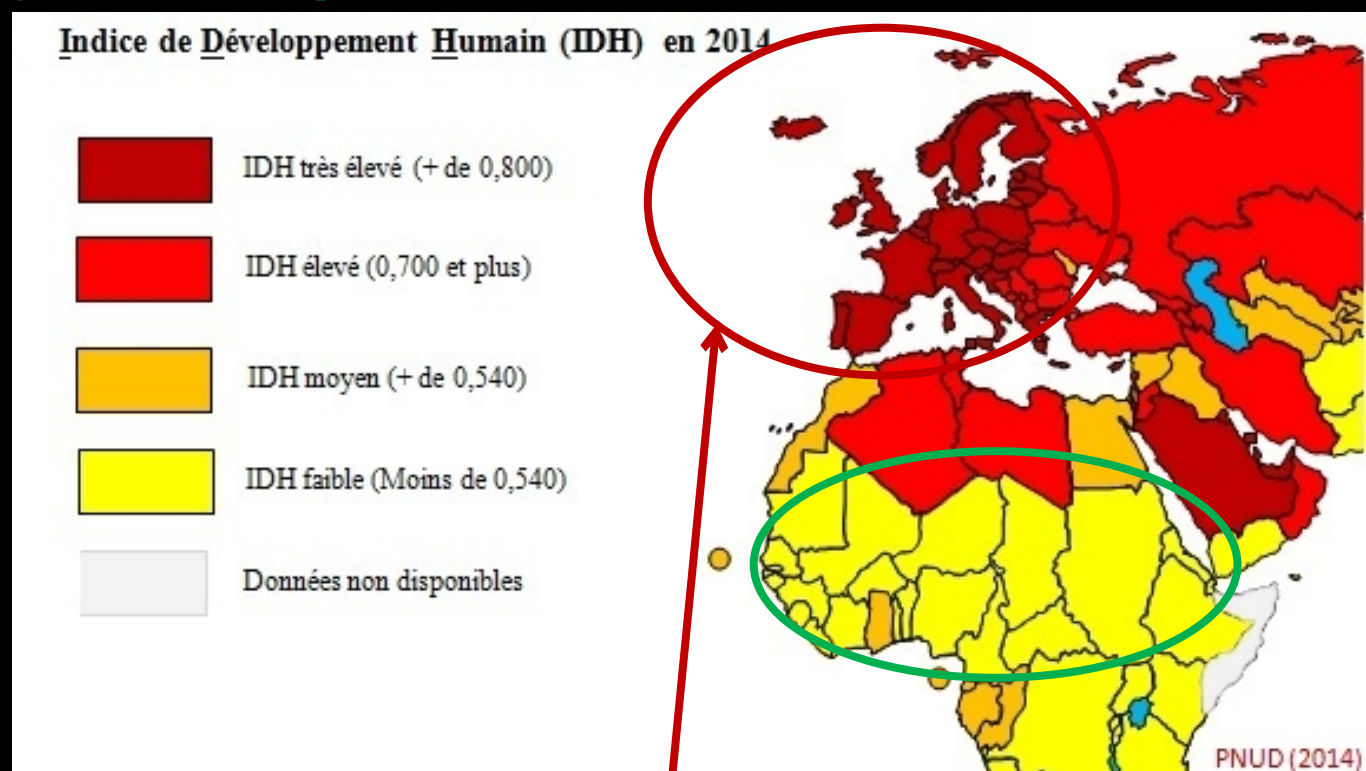 Indice de Développement Humain (IDH) en 2014
IDH très élevé (+ de 0,800)
IDH élevé (0,700 et plus)
IDH moyen (+ de 0,540)
IDH faible (Moins de 0,540)
Données non disponibles
PNUD (2014)